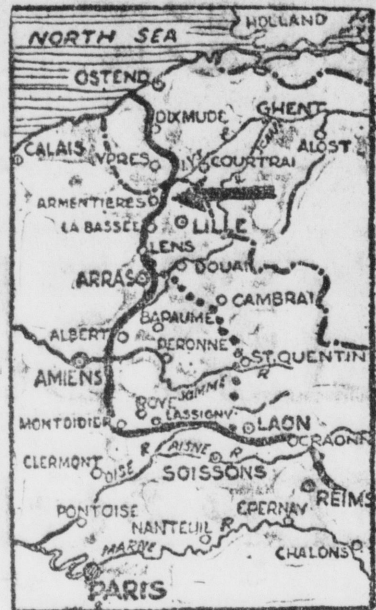 HOLLAND
NORTH SEA
OSTEND
GHENT
DIXMUDE
ALOST
CALAIS
YPRES
LYS
COURTRAI
ARMENTIERES
LA BASSEE
LILLE
LENS
DOUAI
ARRAS
CAMBRAI
BAPAUME
ALBERT
PERONNE
ST. QUENTIN
AMIENS
SOMME R
ROYE
LASSIGNY
MONTDIDIER
LAON
CRAONNE
R AISNE R
CLERMONT
OISE
SOISSONS
REIMS
PONTOISE
EPERNAY
NANTEUIL R
MARNE
CHALONS
PARIS